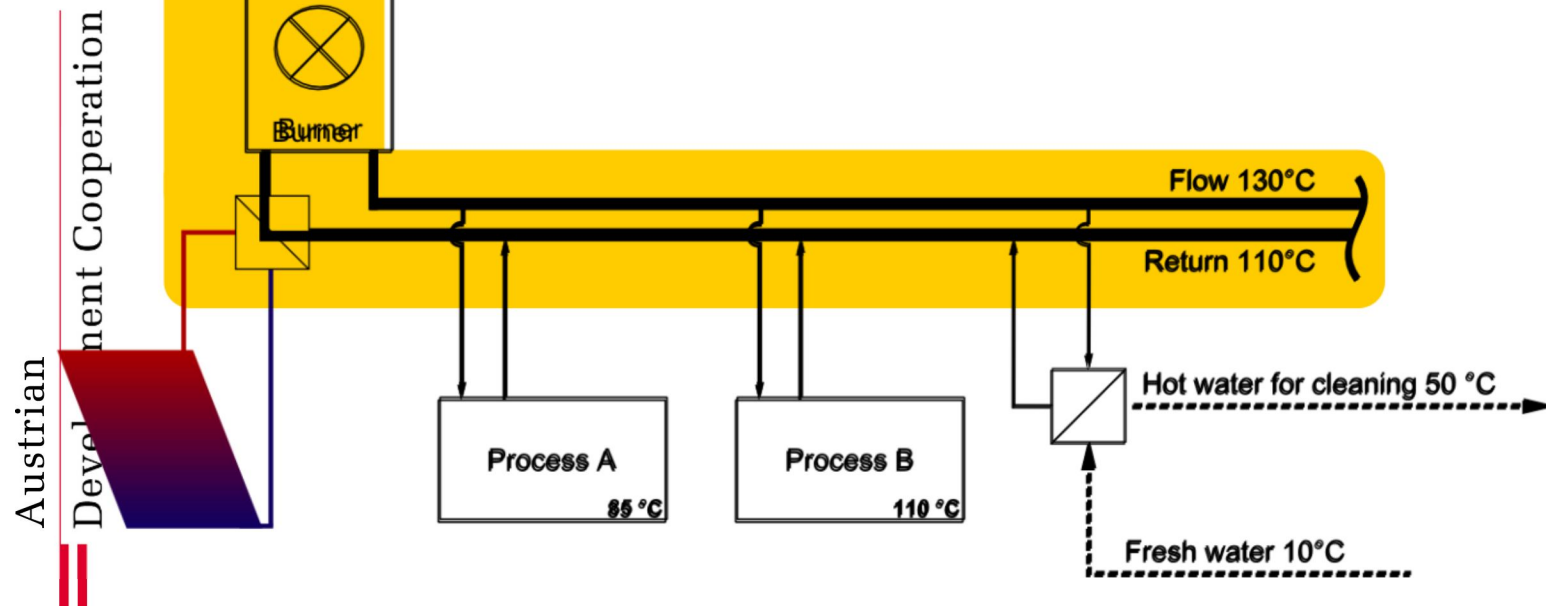 Austrian
Development Cooperation
Burner
Flow 130°C
Return 110°C
Hot water for cleaning 50 °C
Process A
85 °C
Process B
110 °C
Fresh water 10°C